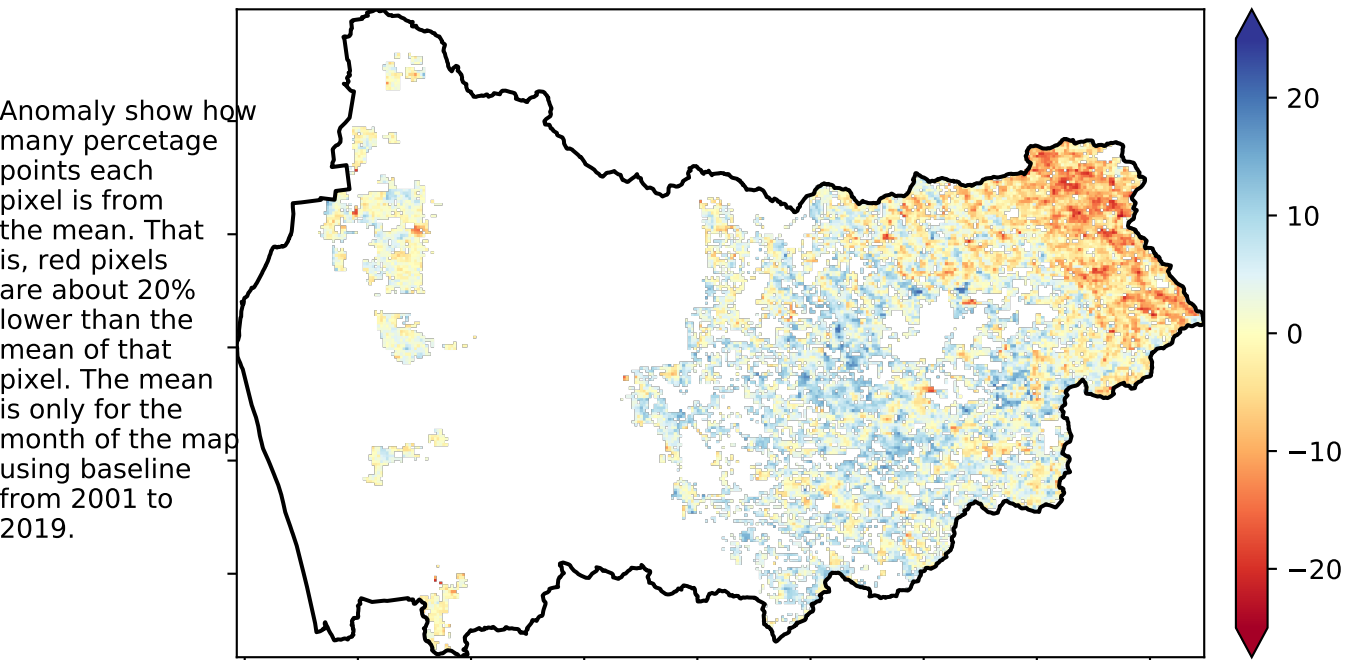 Anomaly show how
many percetage
points each
pixel is from
the mean. That
is, red pixels
are about 20%
lower than the
mean of that
pixel. The mean
is only for the
month of the map
using baseline
from 2001 to
2019.
20
10
0
−10
−20